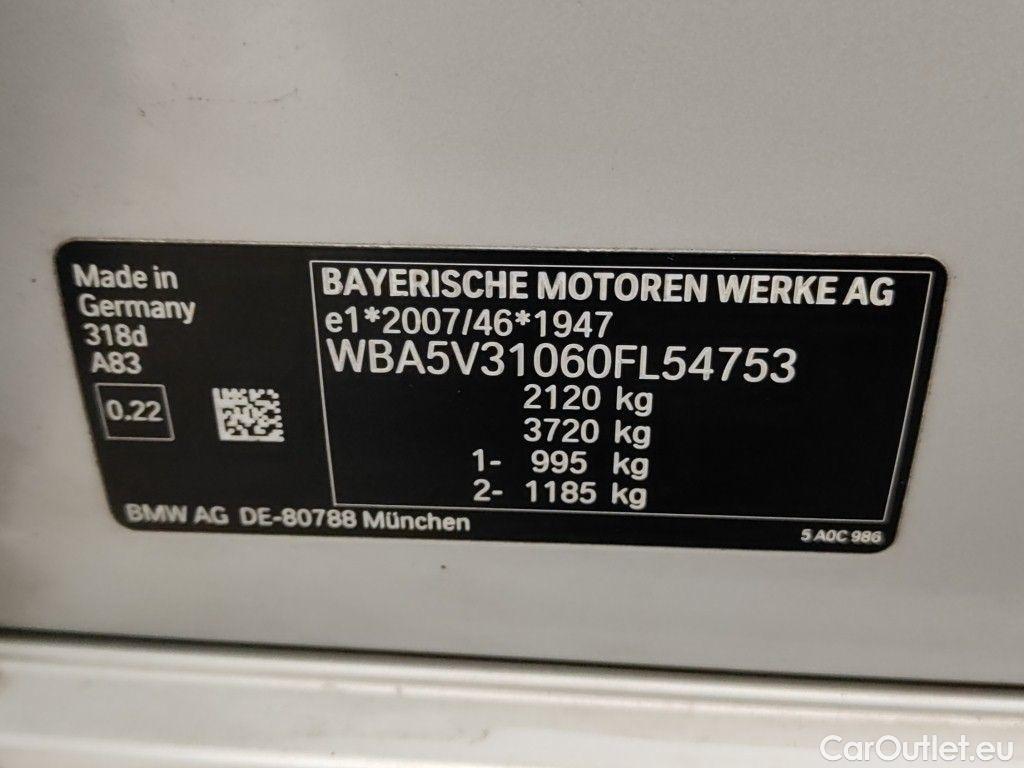 Made in
Germany
318d
A83
0.22
BAYERISCHE MOTOREN WERKE AG
e1*2007/46*1947
WBA5V31060FL54753
2120 kg
3720 kg
1- 995 kg
2- 1185 kg
BMW AG DE-80788 München
5 A0C 986
CarOutlet.eu